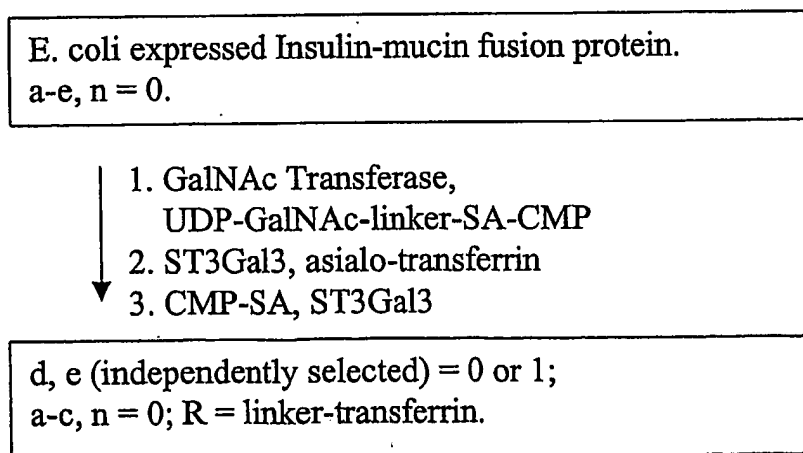 E. coli expressed Insulin-mucin fusion protein.
a-e, n = 0.
1. GalNAc Transferase,
UDP-GalNAc-linker-SA-CMP
2. ST3Gal3, asialo-transferrin
3. CMP-SA, ST3Gal3
d, e (independently selected) = 0 or 1;
a-c, n = 0; R = linker-transferrin.